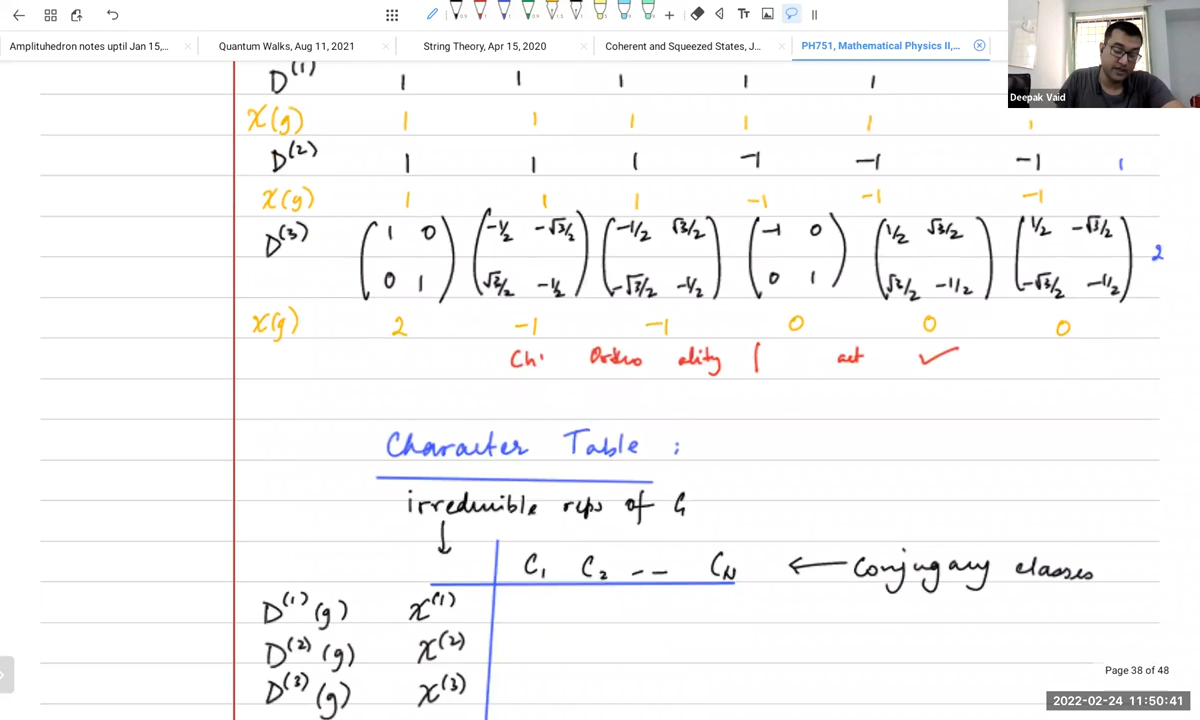 Amplituhedron notes uptil Jan 15,... Quantum Walks, Aug 11, 2021 String Theory, Apr 15, 2020 Coherent and Squeezed States, J... PH751, Mathematical Physics II,...
Deepak Vaid
D⁽¹⁾ 1 1 1 1 1
χ(g) 1 1 1 1 1 1
D⁽²⁾ 1 1 1 -1 -1 -1 1
χ(g) 1 1 1 -1 -1 -1
D⁽³⁾ (1 0 (-1/2 -√3/2) (-1/2 √3/2) (-1 0) (1/2 √3/2) (1/2 -√3/2) 2
0 1) √3/2 -1/2 -√3/2 -1/2 0 1 √3/2 -1/2 -√3/2 -1/2
χ(g) 2 -1 -1 0 0 0
Ch' Ortho ality act ✓
Character Table :
irreducible reps of G
↓
C₁ C₂ -- C_N ← Conjugacy classes
D⁽¹⁾(g) χ⁽¹⁾
D⁽²⁾(g) χ⁽²⁾
D⁽³⁾(g) χ⁽³⁾
Page 38 of 48
2022-02-24 11:50:41